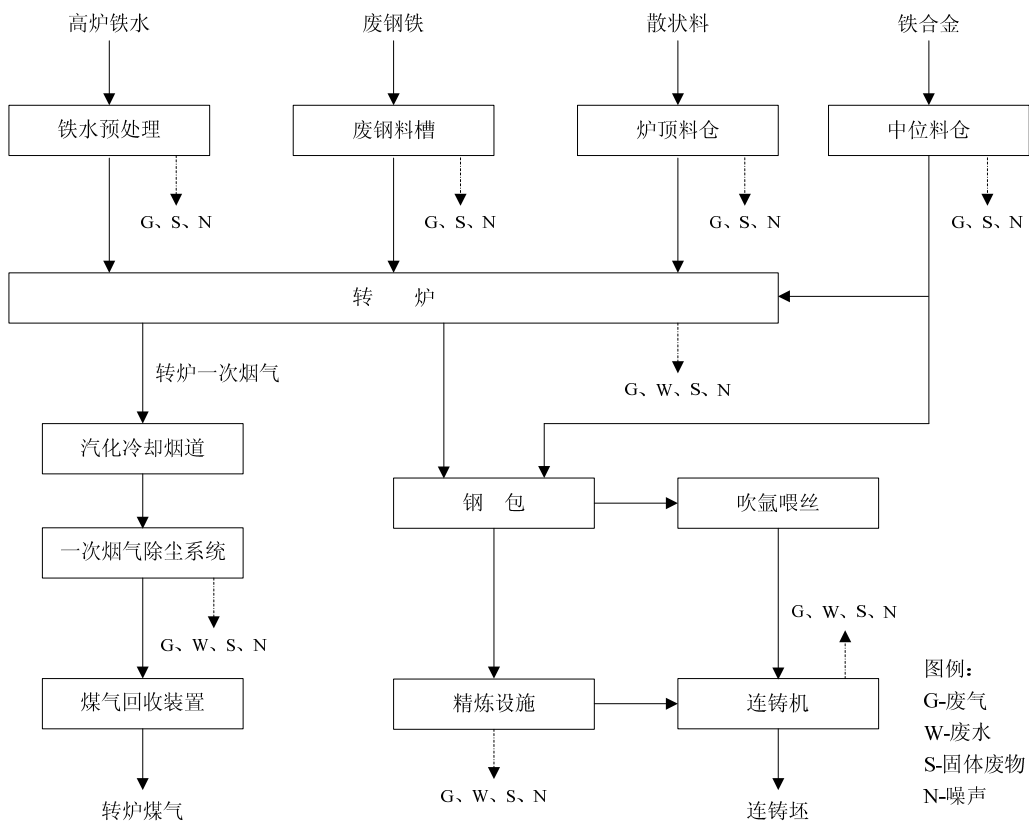 高炉铁水
废钢铁
散状料
铁合金
铁水预处理
废钢料槽
炉顶料仓
中位料仓
G、S、N
G、S、N
G、S、N
G、S、N
转 炉
转炉一次烟气
G、W、S、N
汽化冷却烟道
钢 包
吹氩喂丝
一次烟气除尘系统
G、W、S、N
G、W、S、N
煤气回收装置
精炼设施
连铸机
图例：
G-废气
W-废水
S-固体废物
N-噪声
G、W、S、N
转炉煤气
连铸坯